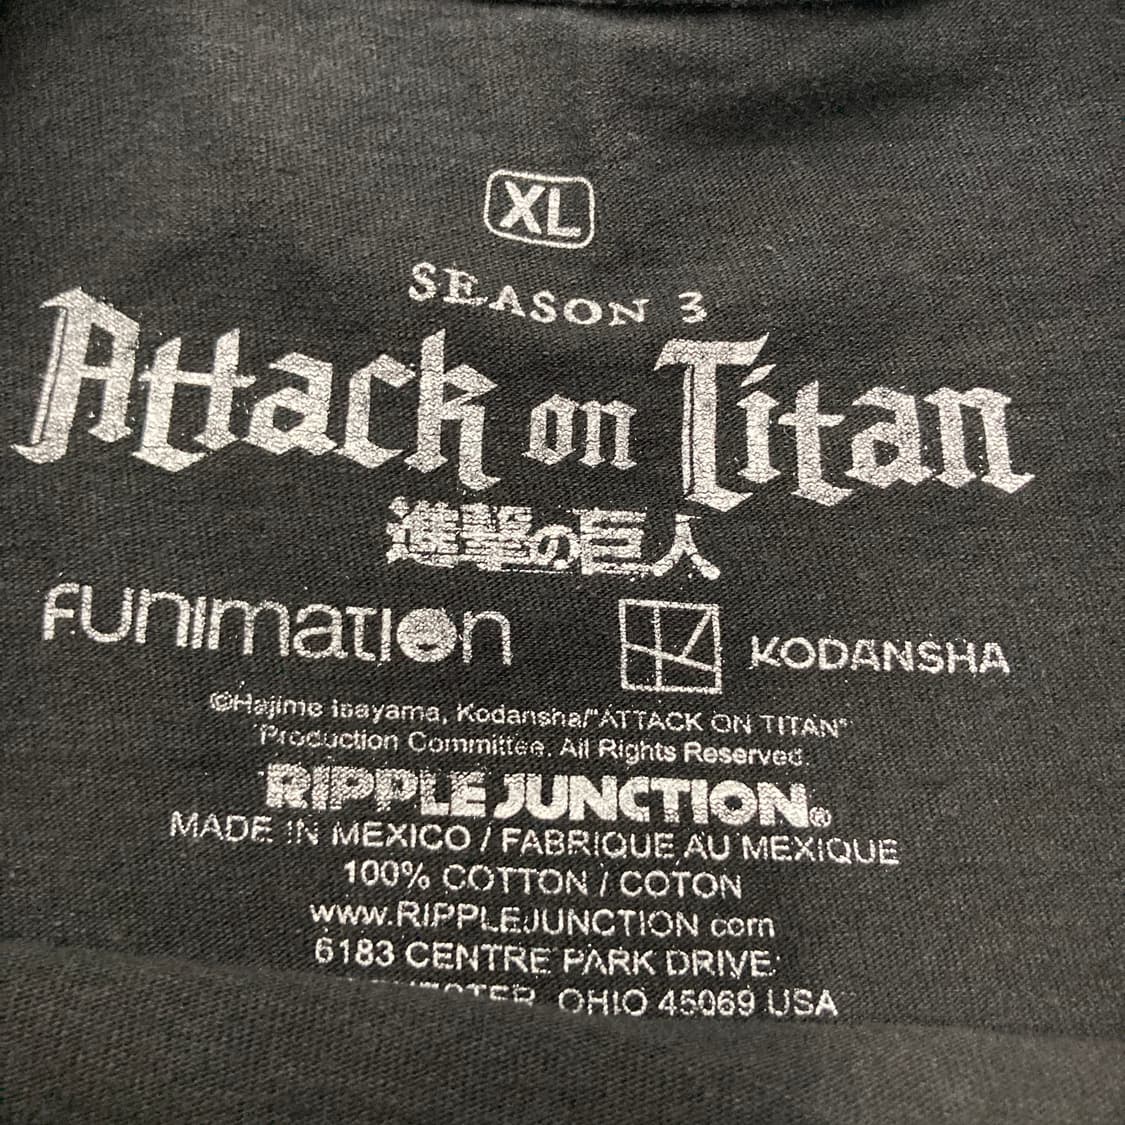 XL
SEASON 3
Attack on Titan
進撃の巨人
funimation
KODANSHA
©Hajime Isayama, Kodansha/"ATTACK ON TITAN"
Production Committee. All Rights Reserved.
RIPPLE JUNCTION®
MADE IN MEXICO / FABRIQUE AU MEXIQUE
100% COTTON / COTON
www.RIPPLEJUNCTION.com
6183 CENTRE PARK DRIVE
OHIO 45069 USA